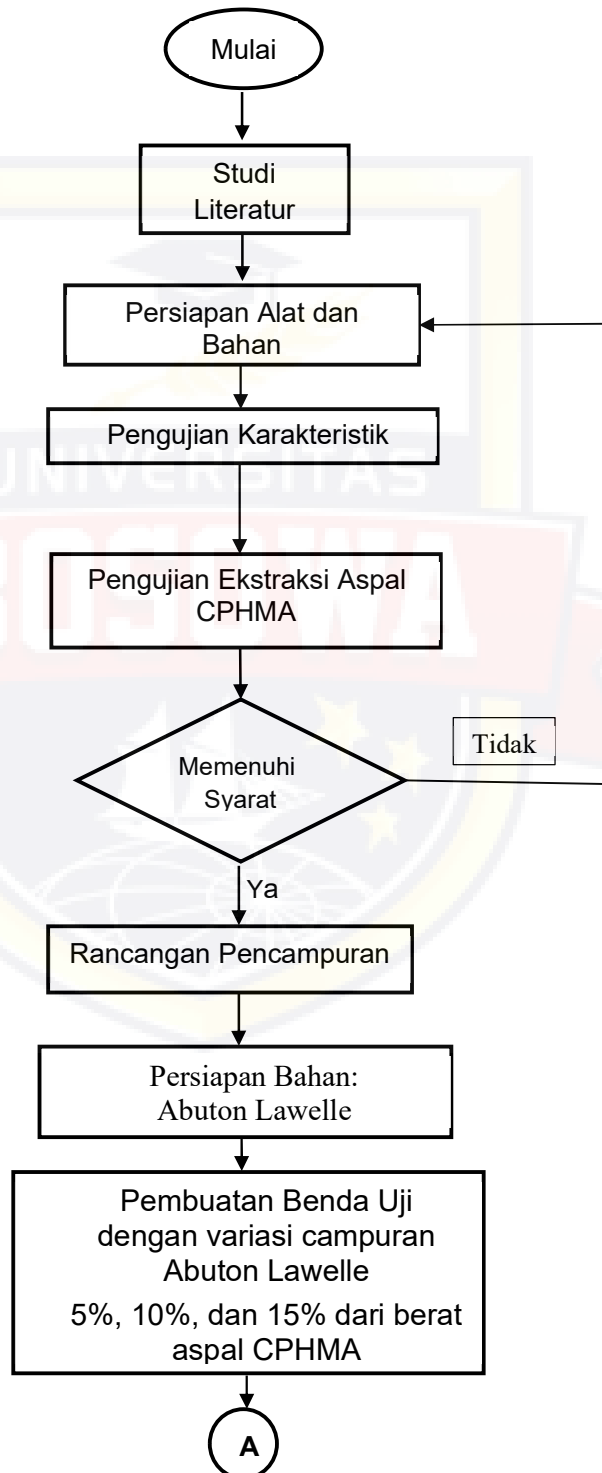 Mulai
Studi
Literatur
Persiapan Alat dan
Bahan
Pengujian Karakteristik
UNIVERSITAS
BOSOWA
Pengujian Ekstraksi Aspal
CPHMA
Memenuhi
Syarat
Tidak
Ya
Rancangan Pencampuran
Persiapan Bahan:
Abuton Lawelle
Pembuatan Benda Uji
dengan variasi campuran
Abuton Lawelle
5%, 10%, dan 15% dari berat
aspal CPHMA
A